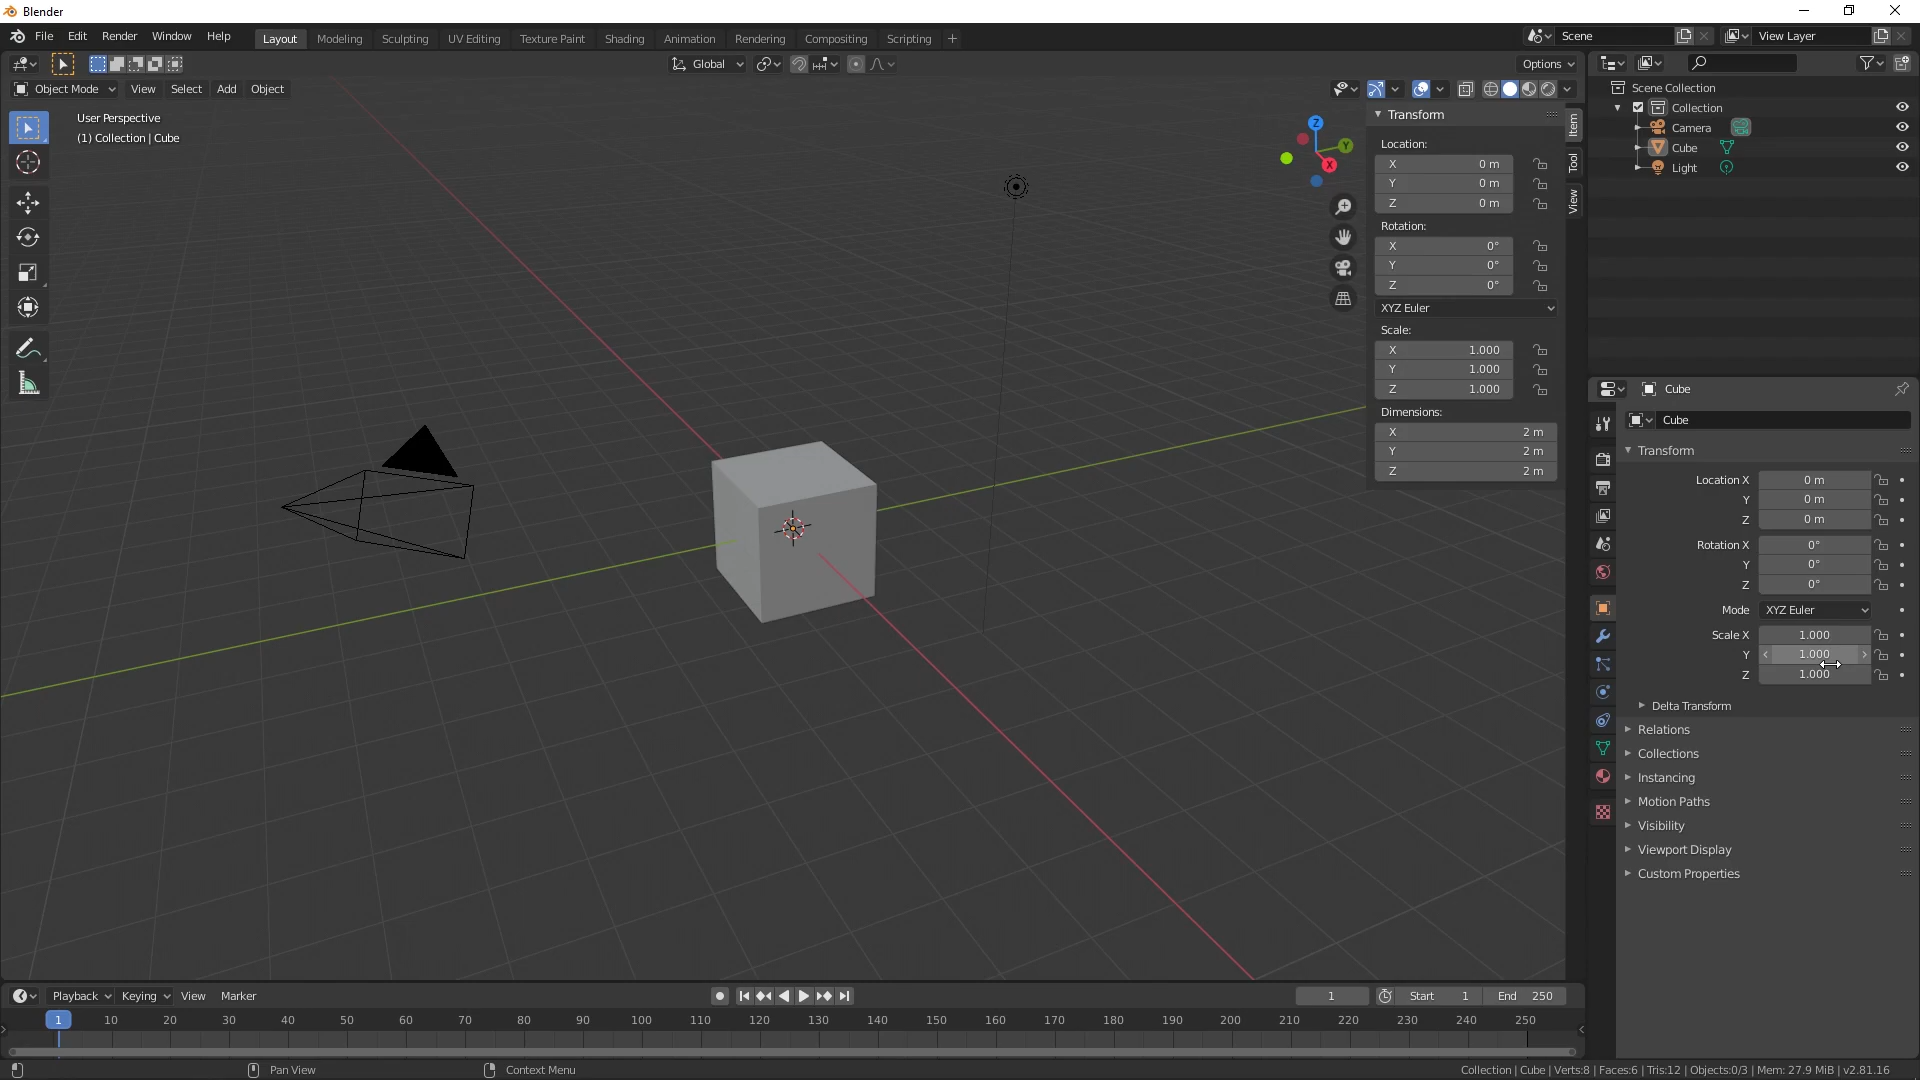 Blender
File Edit Render Window Help
Layout Modeling Sculpting UV Editing Texture Paint Shading Animation Rendering Compositing Scripting +
Scene
View Layer
Global
Options
Object Mode View Select Add Object
User Perspective
(1) Collection | Cube
Z
Y
X
Transform
Location:
X 0 m
Y 0 m
Z 0 m
Rotation:
X 0°
Y 0°
Z 0°
XYZ Euler
Scale:
X 1.000
Y 1.000
Z 1.000
Dimensions:
X 2 m
Y 2 m
Z 2 m
Item
Tool
View
Scene Collection
Collection
Camera
Cube
Light
Cube
Cube
Transform
Location X 0 m
Y 0 m
Z 0 m
Rotation X 0°
Y 0°
Z 0°
Mode XYZ Euler
Scale X 1.000
Y 1.000
Z 1.000
Delta Transform
Relations
Collections
Instancing
Motion Paths
Visibility
Viewport Display
Custom Properties
Playback Keying View Marker
1
Start 1
End 250
1 10 20 30 40 50 60 70 80 90 100 110 120 130 140 150 160 170 180 190 200 210 220 230 240 250
Pan View
Context Menu
Collection | Cube | Verts:8 | Faces:6 | Tris:12 | Objects:0/3 | Mem: 27.9 MiB | v2.81.16